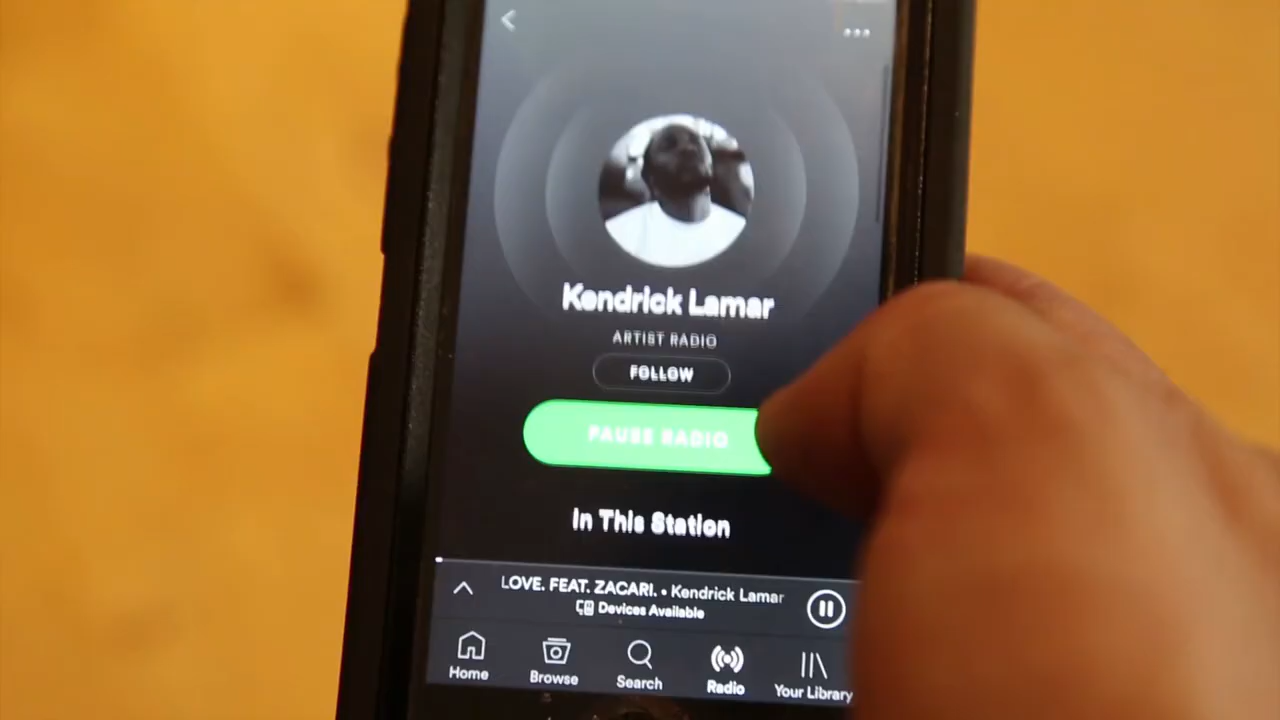 Kendrick Lamar
ARTIST RADIO
FOLLOW
PAUSE RADIO
In This Station
LOVE. FEAT. ZACARI. • Kendrick Lamar
Devices Available
Home
Browse
Search
Radio
Your Library